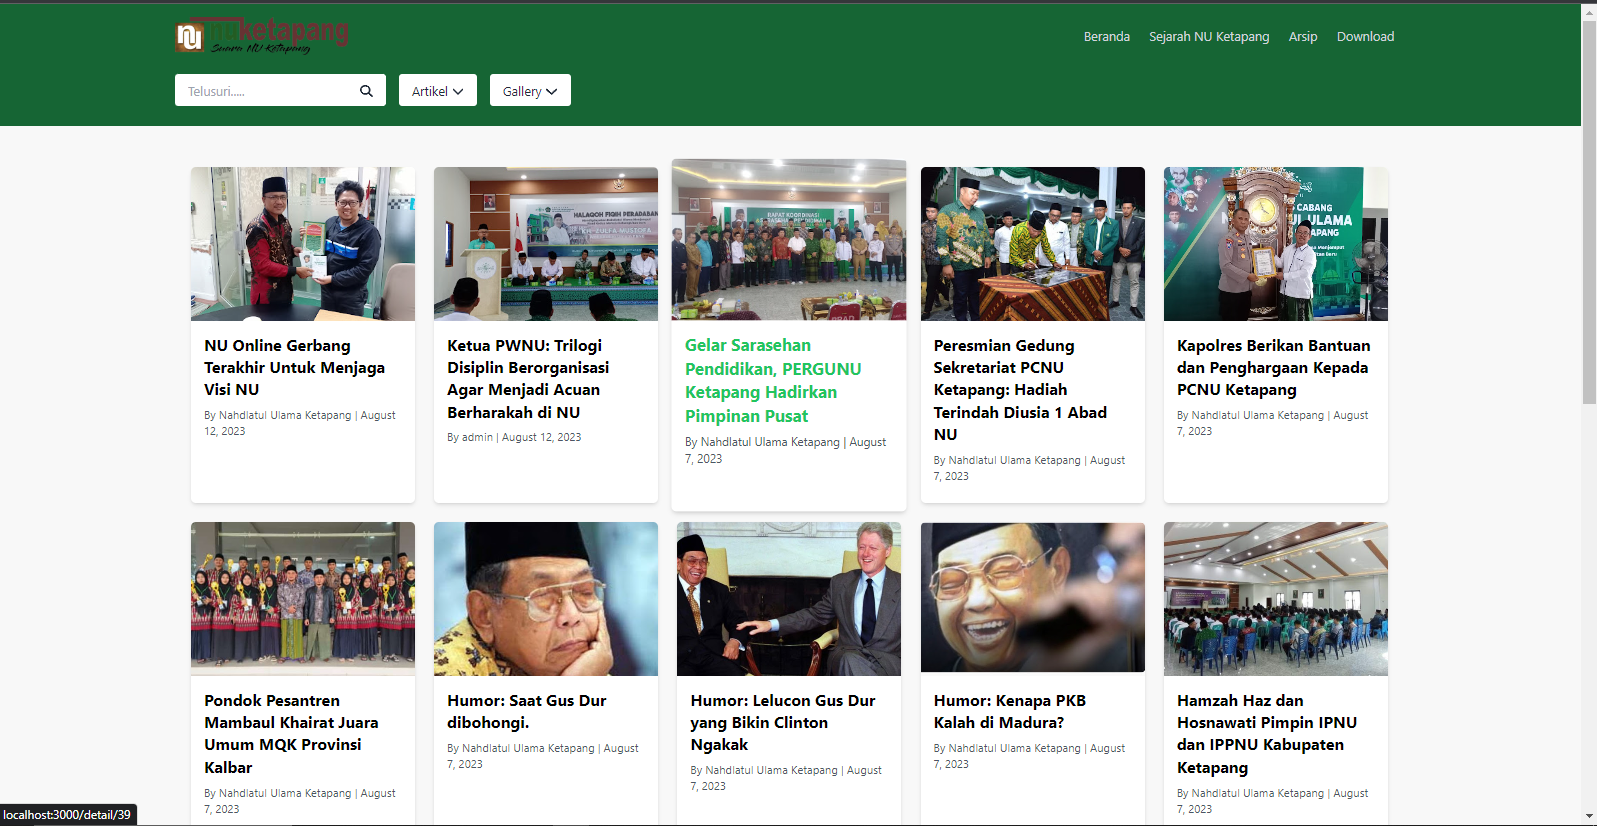 nu
nuketapang
Suara NU Ketapang
Beranda
Sejarah NU Ketapang
Arsip
Download
Telusuri.....
Artikel
Gallery
HALAQOH FIQIH PERADABAN
RAPAT KOORDINASI
CABANG
ULAMA
NU Online Gerbang
Terakhir Untuk Menjaga
Visi NU
By Nahdlatul Ulama Ketapang | August
12, 2023
Ketua PWNU: Trilogi
Disiplin Berorganisasi
Agar Menjadi Acuan
Berharakah di NU
By admin | August 12, 2023
Gelar Sarasehan
Pendidikan, PERGUNU
Ketapang Hadirkan
Pimpinan Pusat
By Nahdlatul Ulama Ketapang | August
7, 2023
Peresmian Gedung
Sekretariat PCNU
Ketapang: Hadiah
Terindah Diusia 1 Abad
NU
By Nahdlatul Ulama Ketapang | August
7, 2023
Kapolres Berikan Bantuan
dan Penghargaan Kepada
PCNU Ketapang
By Nahdlatul Ulama Ketapang | August
7, 2023
Pondok Pesantren
Mambaul Khairat Juara
Umum MQK Provinsi
Kalbar
By Nahdlatul Ulama Ketapang | August
7, 2023
Humor: Saat Gus Dur
dibohongi.
By Nahdlatul Ulama Ketapang | August
7, 2023
Humor: Lelucon Gus Dur
yang Bikin Clinton
Ngakak
By Nahdlatul Ulama Ketapang | August
7, 2023
Humor: Kenapa PKB
Kalah di Madura?
By Nahdlatul Ulama Ketapang | August
7, 2023
Hamzah Haz dan
Hosnawati Pimpin IPNU
dan IPPNU Kabupaten
Ketapang
By Nahdlatul Ulama Ketapang | August
7, 2023
localhost:3000/detail/39